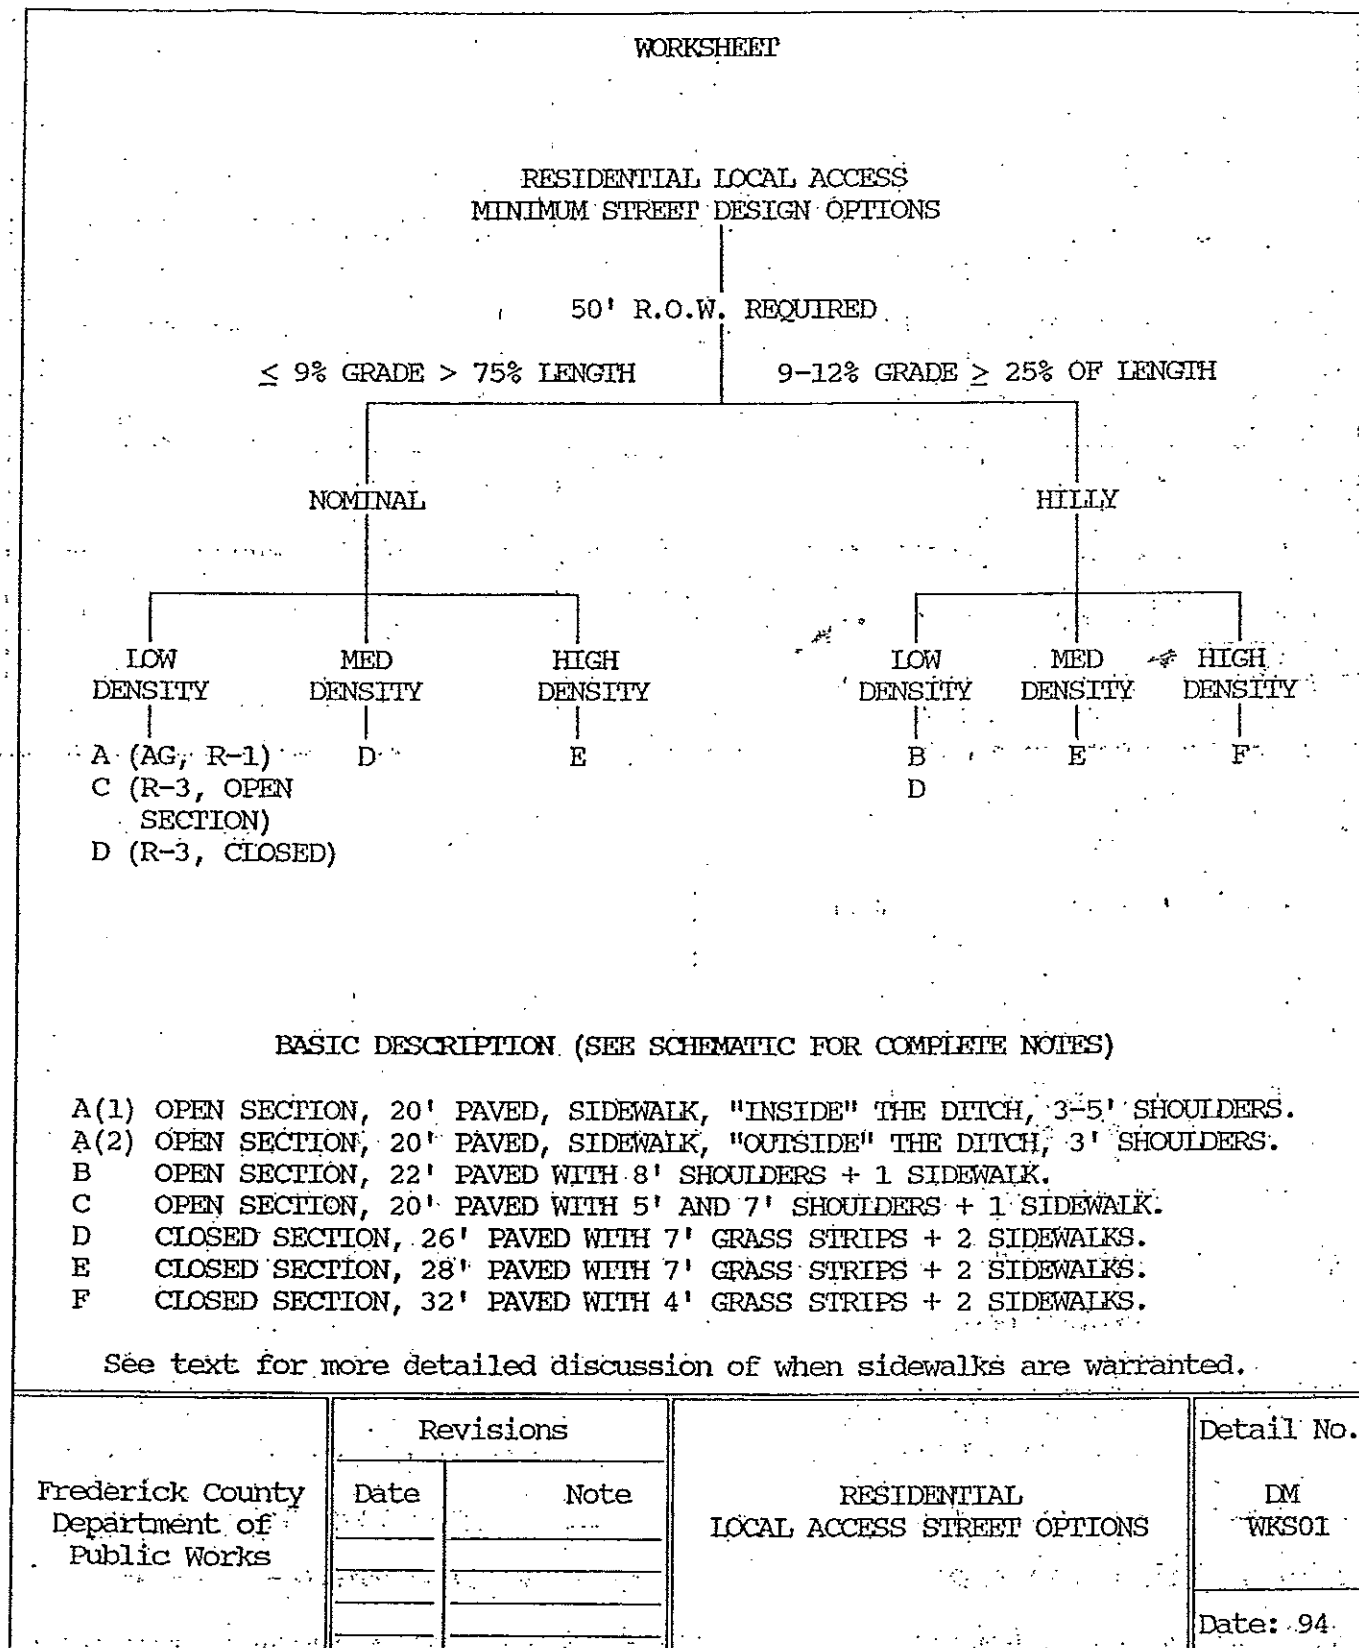 WORKSHEET
RESIDENTIAL LOCAL ACCESS
MINIMUM STREET DESIGN OPTIONS
50' R.O.W. REQUIRED
≤ 9% GRADE > 75% LENGTH
9-12% GRADE ≥ 25% OF LENGTH
NOMINAL
HILLY
LOW DENSITY
MED DENSITY
HIGH DENSITY
LOW DENSITY
MED DENSITY
HIGH DENSITY
A (AG, R-1)
C (R-3, OPEN
SECTION)
D (R-3, CLOSED)
D
E
B
D
E
F
BASIC DESCRIPTION (SEE SCHEMATIC FOR COMPLETE NOTES)
A(1) OPEN SECTION, 20' PAVED, SIDEWALK, "INSIDE" THE DITCH, 3-5' SHOULDERS.
A(2) OPEN SECTION, 20' PAVED, SIDEWALK, "OUTSIDE" THE DITCH, 3' SHOULDERS.
B OPEN SECTION, 22' PAVED WITH 8' SHOULDERS + 1 SIDEWALK.
C OPEN SECTION, 20' PAVED WITH 5' AND 7' SHOULDERS + 1 SIDEWALK.
D CLOSED SECTION, 26' PAVED WITH 7' GRASS STRIPS + 2 SIDEWALKS.
E CLOSED SECTION, 28' PAVED WITH 7' GRASS STRIPS + 2 SIDEWALKS.
F CLOSED SECTION, 32' PAVED WITH 4' GRASS STRIPS + 2 SIDEWALKS.
See text for more detailed discussion of when sidewalks are warranted.
Frederick County
Department of
Public Works
Revisions
Date Note
RESIDENTIAL
LOCAL ACCESS STREET OPTIONS
Detail No.
DM
WKS01
Date: 94